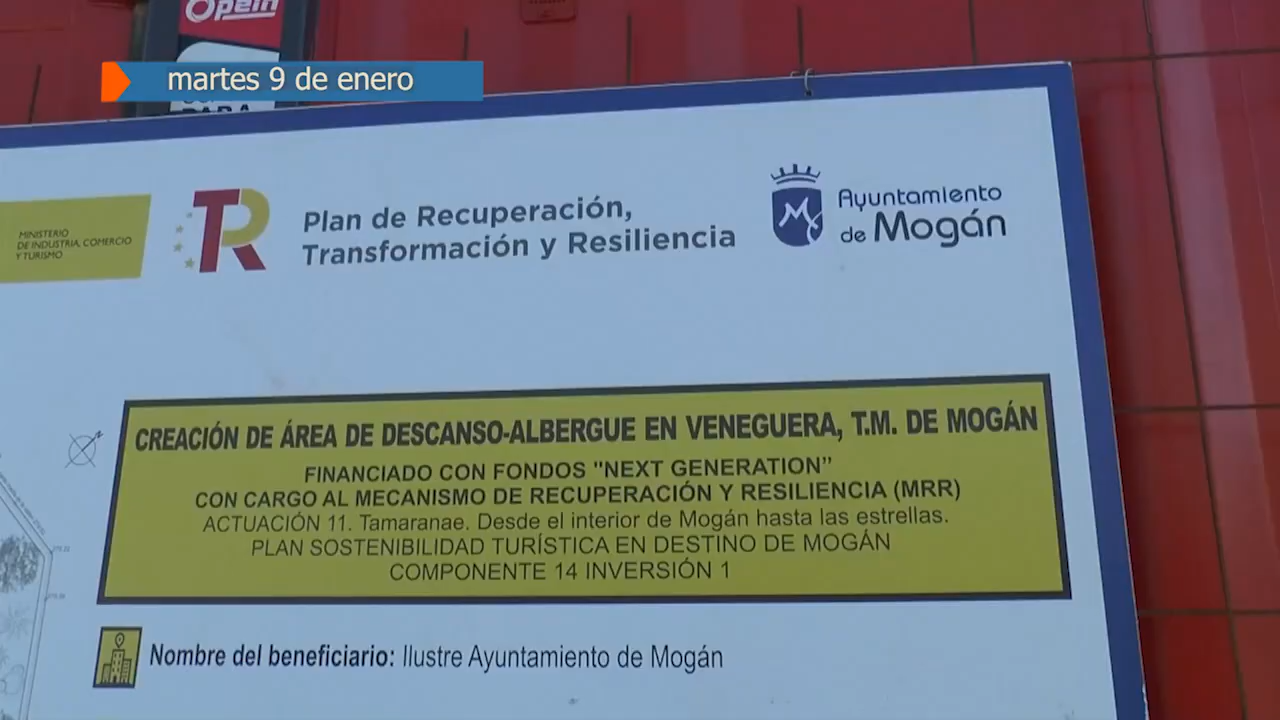 Opein
martes 9 de enero
PARA
MINISTERIO
DE INDUSTRIA, COMERCIO
Y TURISMO
TR
Plan de Recuperación,
Transformación y Resiliencia
Ayuntamiento
de Mogán
CREACIÓN DE ÁREA DE DESCANSO-ALBERGUE EN VENEGUERA, T.M. DE MOGÁN
FINANCIADO CON FONDOS "NEXT GENERATION”
CON CARGO AL MECANISMO DE RECUPERACIÓN Y RESILIENCIA (MRR)
ACTUACIÓN 11. Tamaranae. Desde el interior de Mogán hasta las estrellas.
PLAN SOSTENIBILIDAD TURÍSTICA EN DESTINO DE MOGÁN
COMPONENTE 14 INVERSIÓN 1
Nombre del beneficiario: Ilustre Ayuntamiento de Mogán